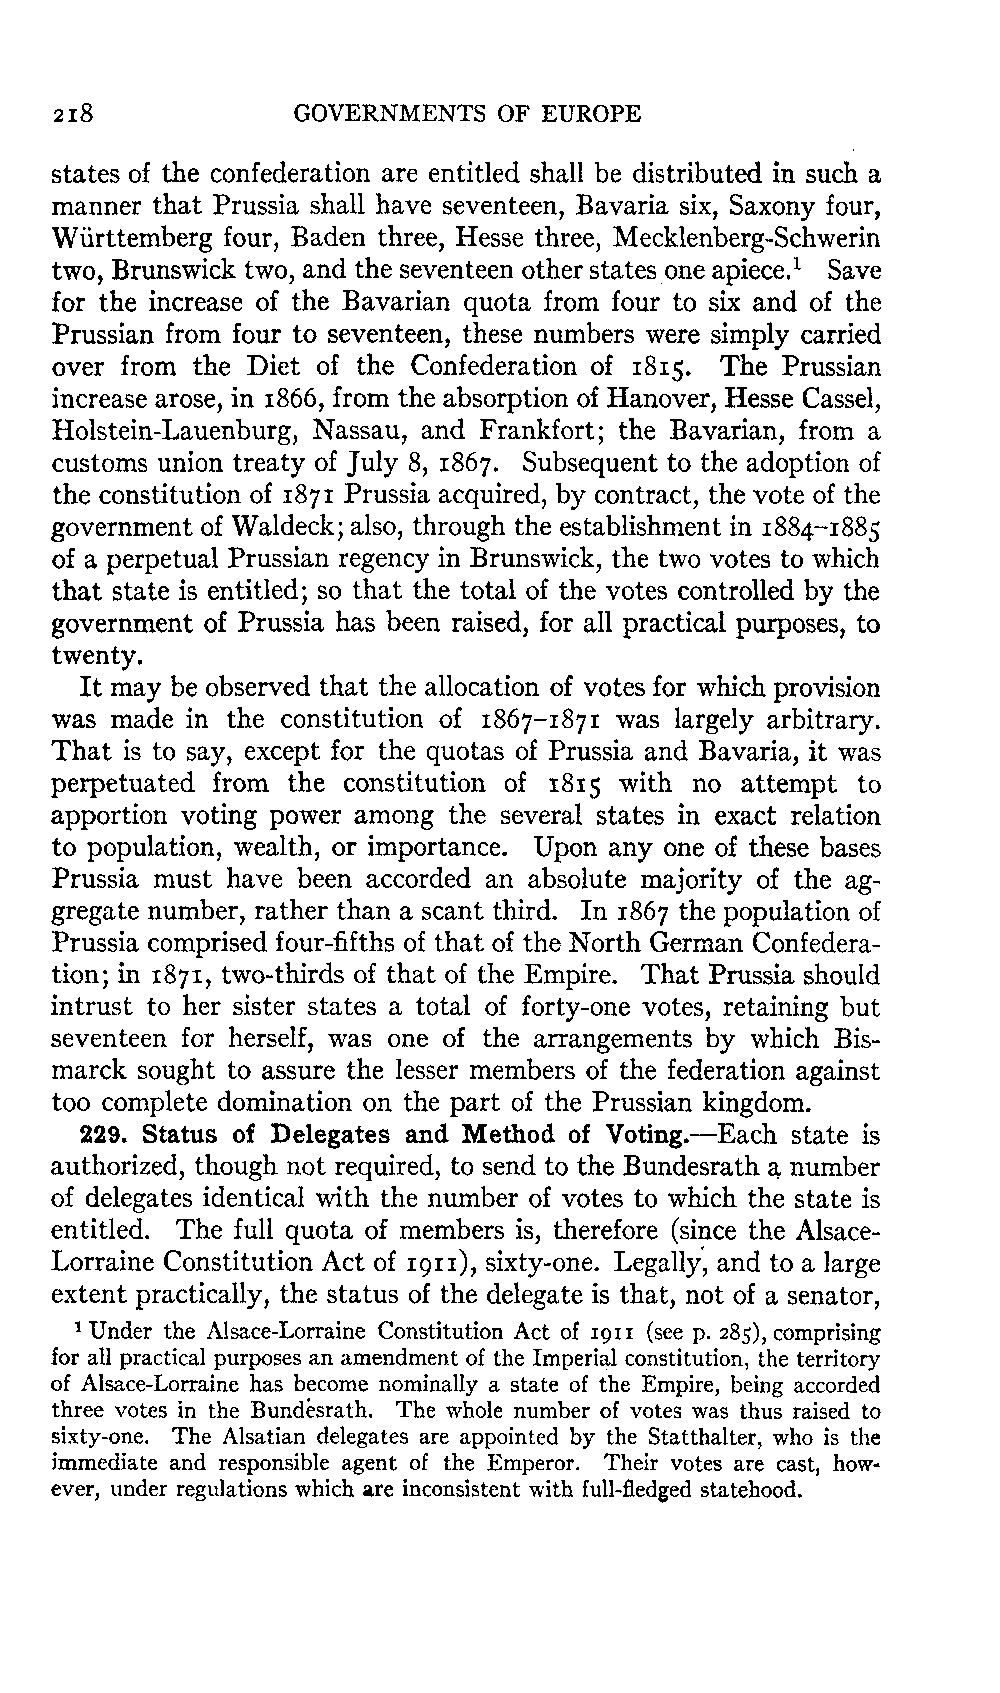 218 GOVERNMENTS OF EUROPE
states of the confederation are entitled shall be distributed in such a
manner that Prussia shall have seventeen, Bavaria six, Saxony four,
Württemberg four, Baden three, Hesse three, Mecklenberg-Schwerin
two, Brunswick two, and the seventeen other states one apiece.¹ Save
for the increase of the Bavarian quota from four to six and of the
Prussian from four to seventeen, these numbers were simply carried
over from the Diet of the Confederation of 1815. The Prussian
increase arose, in 1866, from the absorption of Hanover, Hesse Cassel,
Holstein-Lauenburg, Nassau, and Frankfort; the Bavarian, from a
customs union treaty of July 8, 1867. Subsequent to the adoption of
the constitution of 1871 Prussia acquired, by contract, the vote of the
government of Waldeck; also, through the establishment in 1884–1885
of a perpetual Prussian regency in Brunswick, the two votes to which
that state is entitled; so that the total of the votes controlled by the
government of Prussia has been raised, for all practical purposes, to
twenty.
It may be observed that the allocation of votes for which provision
was made in the constitution of 1867–1871 was largely arbitrary.
That is to say, except for the quotas of Prussia and Bavaria, it was
perpetuated from the constitution of 1815 with no attempt to
apportion voting power among the several states in exact relation
to population, wealth, or importance. Upon any one of these bases
Prussia must have been accorded an absolute majority of the ag-
gregate number, rather than a scant third. In 1867 the population of
Prussia comprised four-fifths of that of the North German Confedera-
tion; in 1871, two-thirds of that of the Empire. That Prussia should
intrust to her sister states a total of forty-one votes, retaining but
seventeen for herself, was one of the arrangements by which Bis-
marck sought to assure the lesser members of the federation against
too complete domination on the part of the Prussian kingdom.
229. Status of Delegates and Method of Voting.—Each state is
authorized, though not required, to send to the Bundesrath a number
of delegates identical with the number of votes to which the state is
entitled. The full quota of members is, therefore (since the Alsace-
Lorraine Constitution Act of 1911), sixty-one. Legally, and to a large
extent practically, the status of the delegate is that, not of a senator,
¹ Under the Alsace-Lorraine Constitution Act of 1911 (see p. 285), comprising
for all practical purposes an amendment of the Imperial constitution, the territory
of Alsace-Lorraine has become nominally a state of the Empire, being accorded
three votes in the Bundesrath. The whole number of votes was thus raised to
sixty-one. The Alsatian delegates are appointed by the Statthalter, who is the
immediate and responsible agent of the Emperor. Their votes are cast, how-
ever, under regulations which are inconsistent with full-fledged statehood.